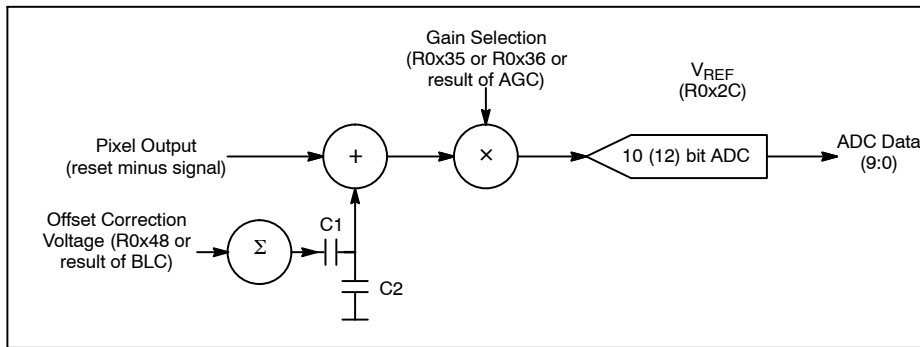 Gain Selection
(R0x35 or R0x36 or
result of AGC)
V_REF
(R0x2C)
Pixel Output
(reset minus signal)
+
×
10 (12) bit ADC
ADC Data
(9:0)
Offset Correction
Voltage (R0x48 or
result of BLC)
Σ
C1
C2